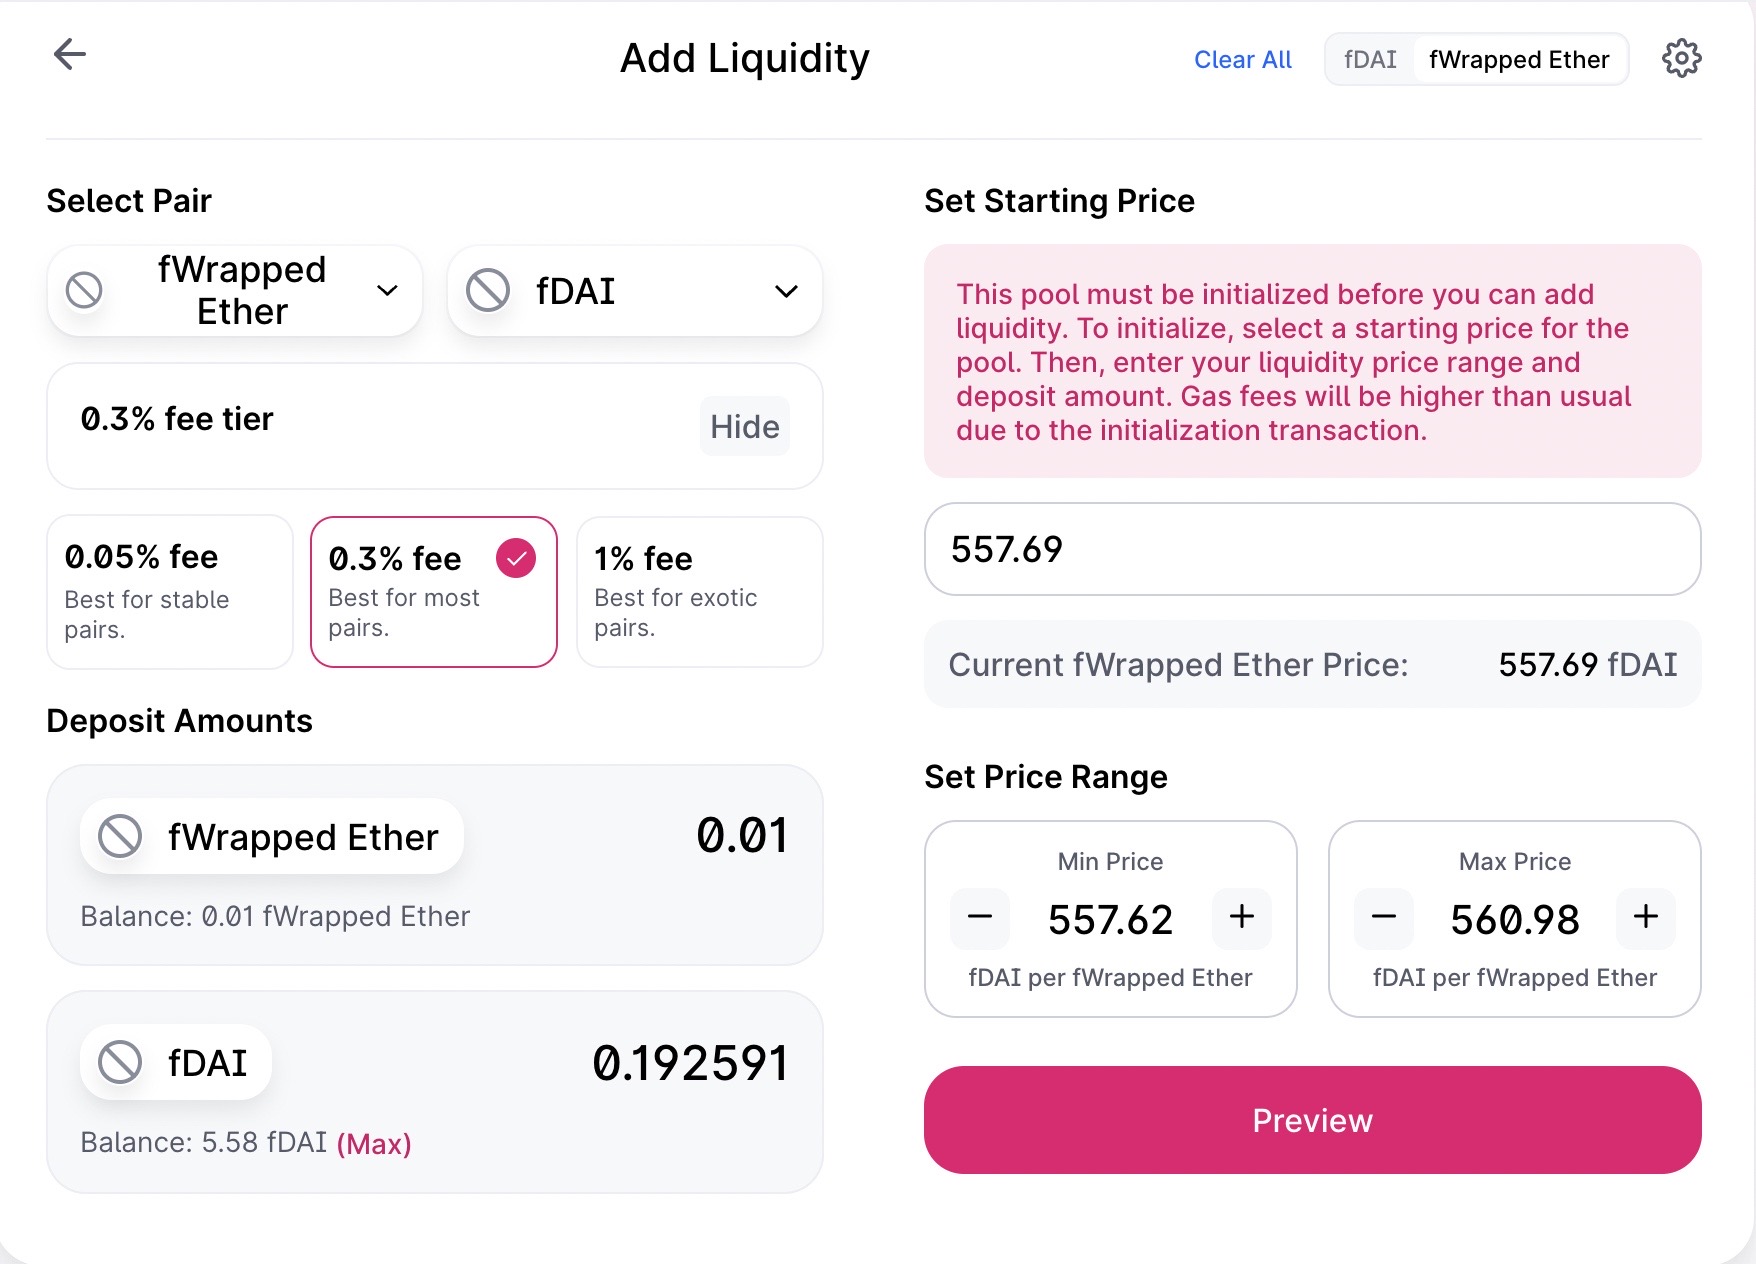 Add Liquidity
Clear All
fDAI
fWrapped Ether
Select Pair
fWrapped
Ether
fDAI
0.3% fee tier
Hide
0.05% fee
Best for stable
pairs.
0.3% fee
Best for most
pairs.
1% fee
Best for exotic
pairs.
Deposit Amounts
fWrapped Ether
0.01
Balance: 0.01 fWrapped Ether
fDAI
0.192591
Balance: 5.58 fDAI (Max)
Set Starting Price
This pool must be initialized before you can add
liquidity. To initialize, select a starting price for the
pool. Then, enter your liquidity price range and
deposit amount. Gas fees will be higher than usual
due to the initialization transaction.
557.69
Current fWrapped Ether Price: 557.69 fDAI
Set Price Range
Min Price
557.62
fDAI per fWrapped Ether
Max Price
560.98
fDAI per fWrapped Ether
Preview